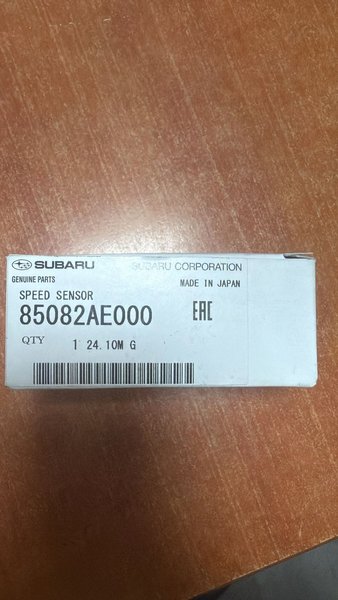 SUBARU SUBARU CORPORATION
GENUINE PARTS MADE IN JAPAN
SPEED SENSOR
85082AE000 EAC
QTY 1 24.10M G